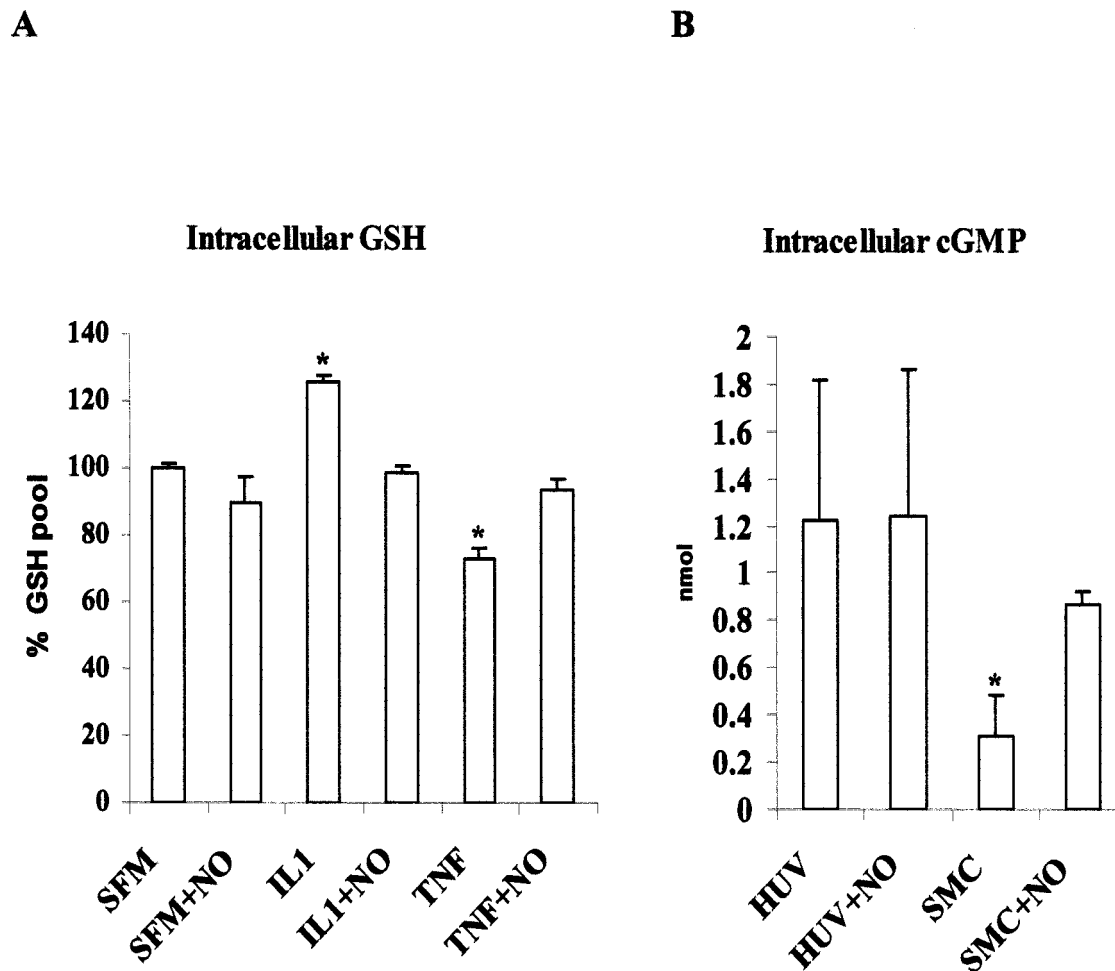 A
B
Intracellular GSH
Intracellular cGMP
% GSH pool
140
120
100
80
60
40
20
0
*
*
SFM
SFM+NO
IL1
IL1+NO
TNF
TNF+NO
nmol
2
1.8
1.6
1.4
1.2
1
0.8
0.6
0.4
0.2
0
*
HUV
HUV+NO
SMC
SMC+NO